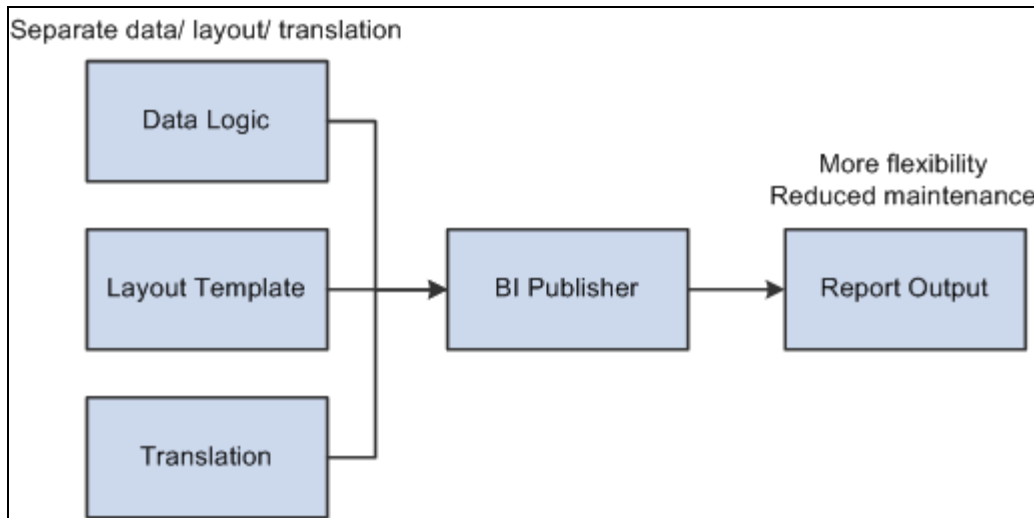 Separate data/ layout/ translation
Data Logic
More flexibility
Reduced maintenance
Layout Template
BI Publisher
Report Output
Translation